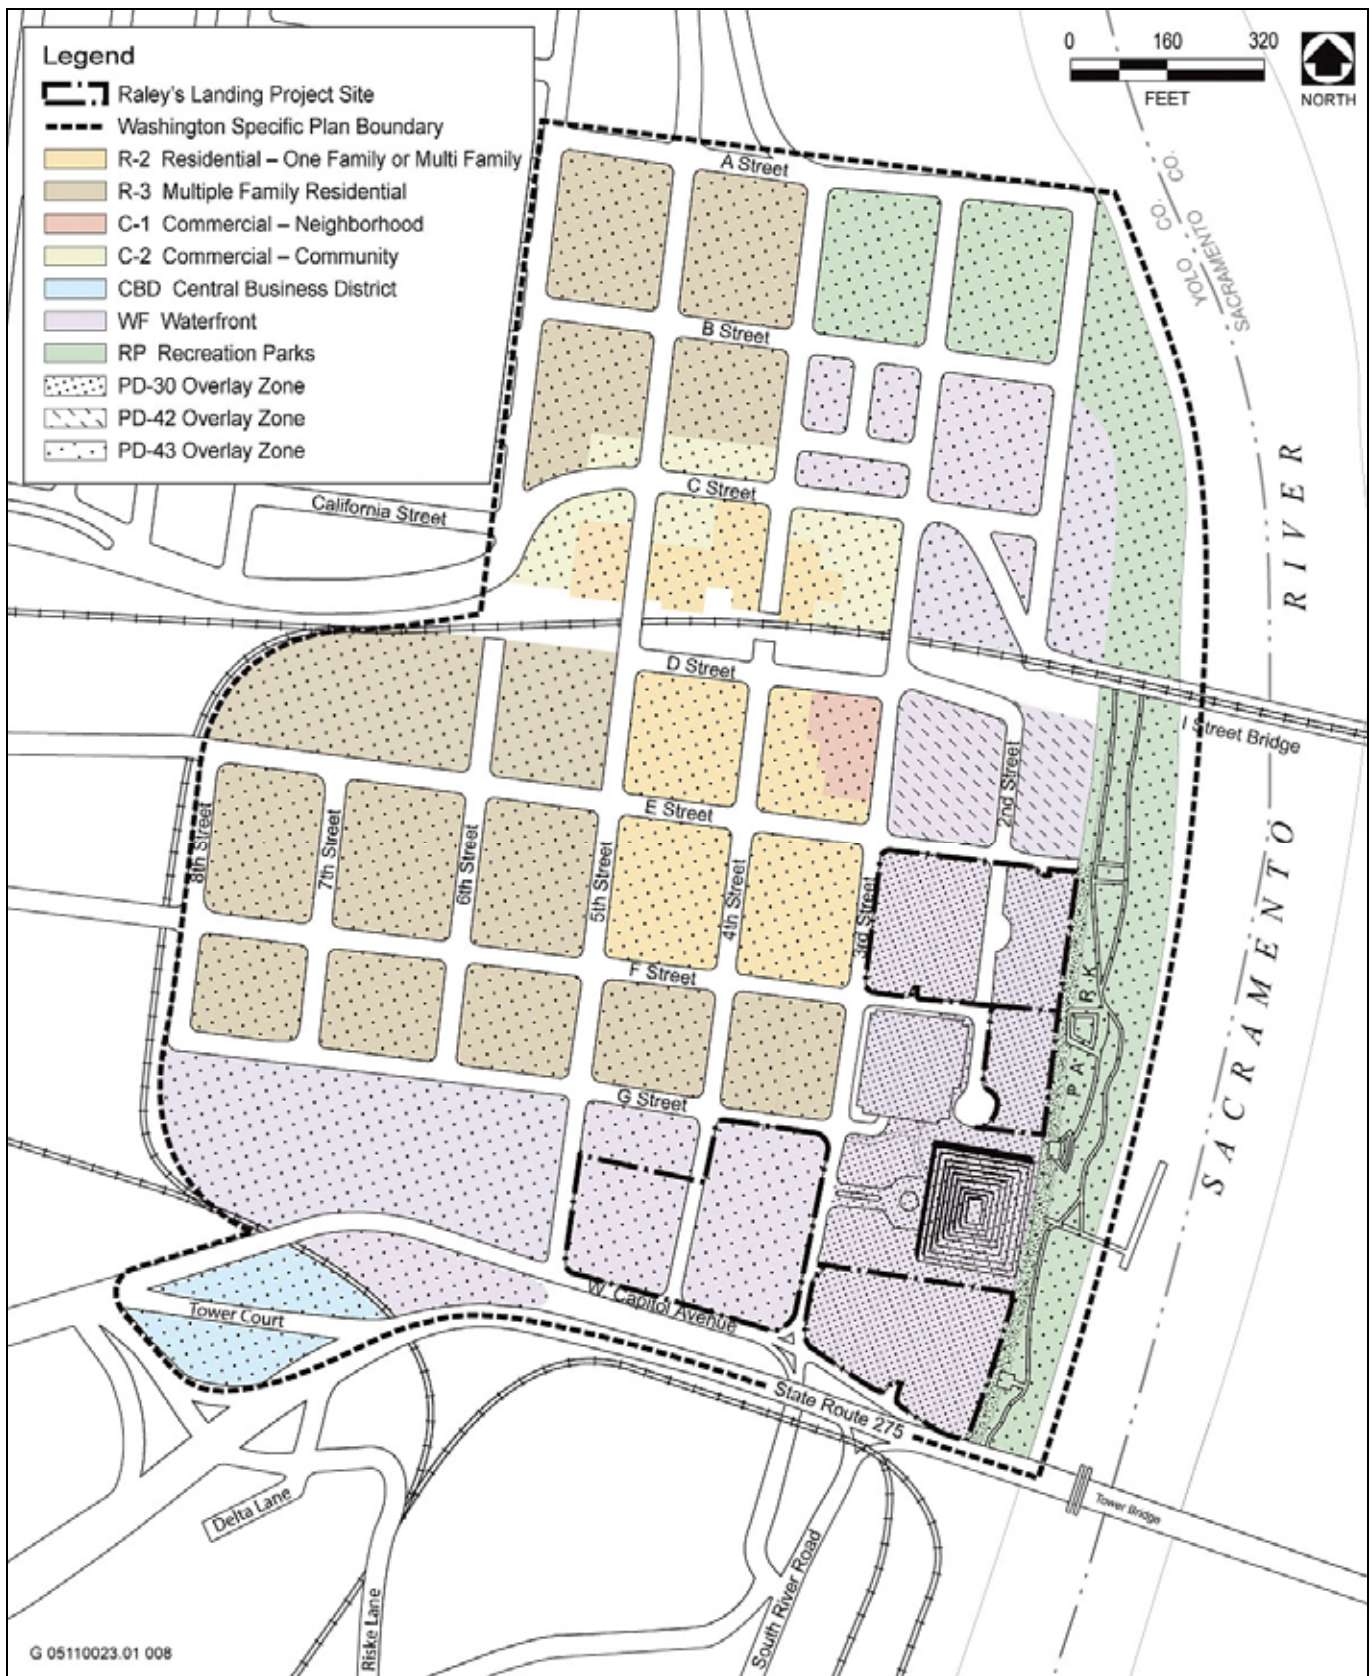 Legend
Raley's Landing Project Site
Washington Specific Plan Boundary
R-2 Residential – One Family or Multi Family
R-3 Multiple Family Residential
C-1 Commercial – Neighborhood
C-2 Commercial – Community
CBD Central Business District
WF Waterfront
RP Recreation Parks
PD-30 Overlay Zone
PD-42 Overlay Zone
PD-43 Overlay Zone
0 160 320
FEET
NORTH
A Street
YOLO CO.
SACRAMENTO CO.
B Street
C Street
California Street
SACRAMENTO RIVER
D Street
I Street Bridge
2nd Street
E Street
8th Street
7th Street
6th Street
5th Street
4th Street
3rd Street
F Street
PARK
G Street
W. Capitol Avenue
Tower Court
State Route 275
Tower Bridge
Delta Lane
South River Road
Riske Lane
G 05110023.01 008